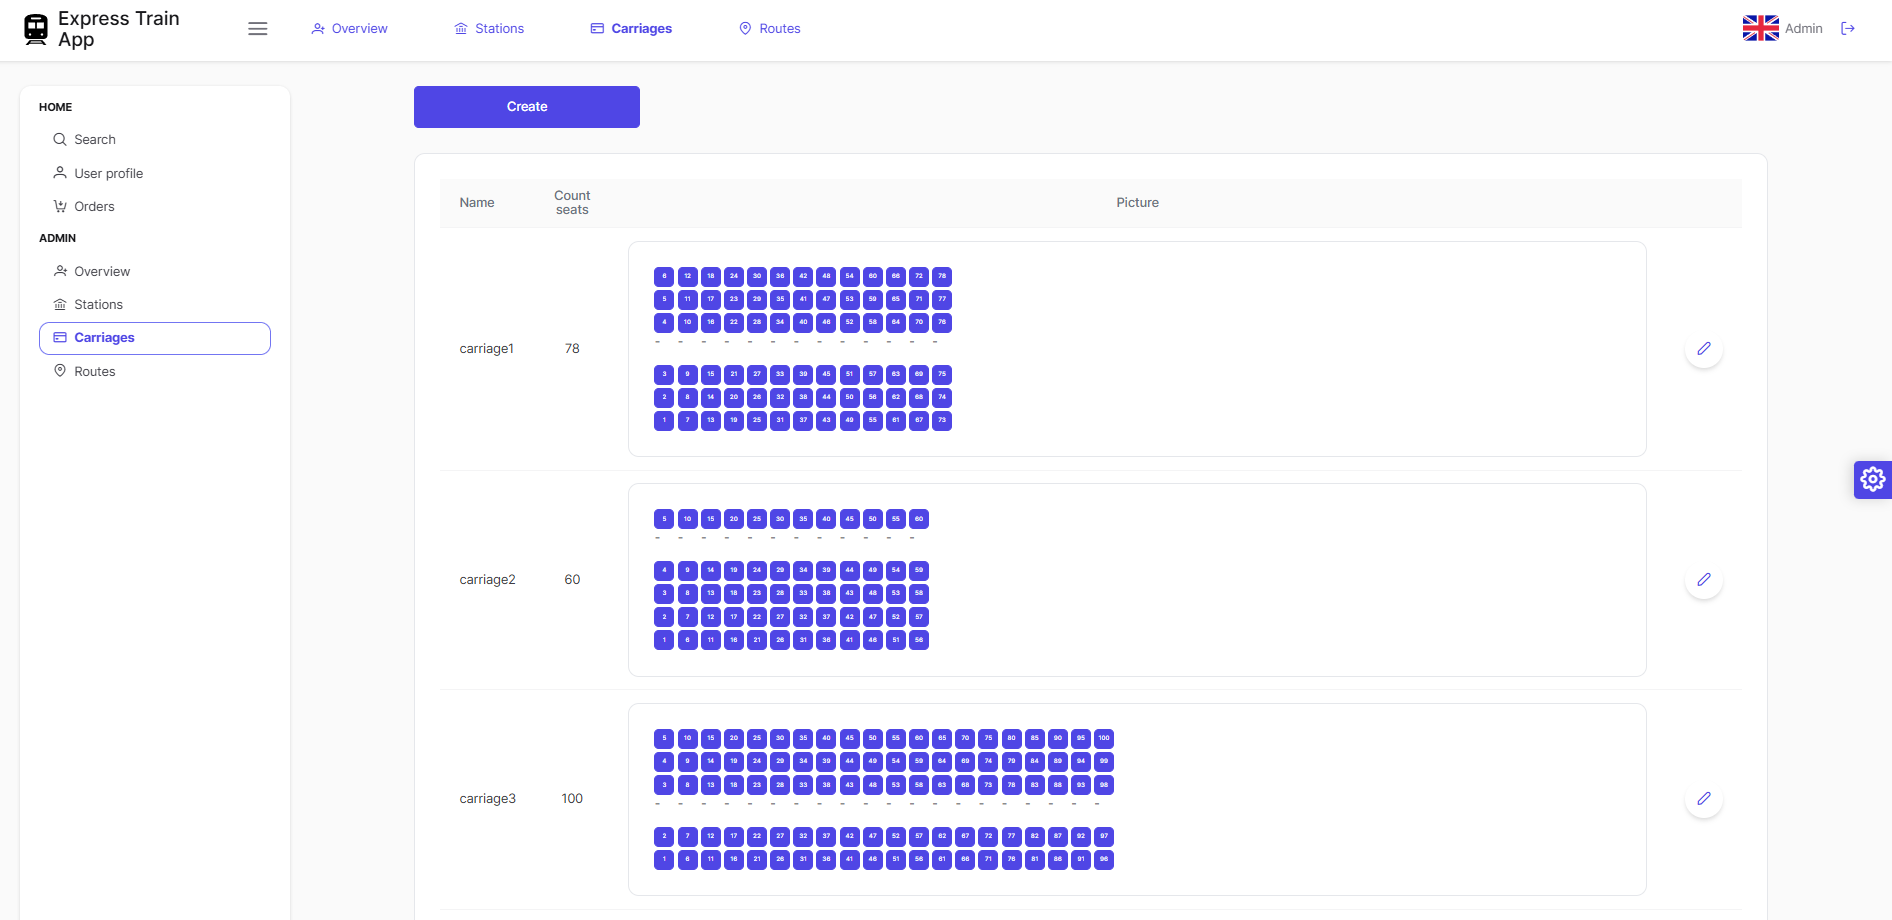 Express Train
App
Overview
Stations
Carriages
Routes
Admin
HOME
Search
User profile
Orders
ADMIN
Overview
Stations
Carriages
Routes
Create
Name
Count
seats
Picture
carriage1
78
6 12 18 24 30 36 42 48 54 60 66 72 78
5 11 17 23 29 35 41 47 53 59 65 71 77
4 10 16 22 28 34 40 46 52 58 64 70 76
- - - - - - - - - - - - -
3 9 15 21 27 33 39 45 51 57 63 69 75
2 8 14 20 26 32 38 44 50 56 62 68 74
1 7 13 19 25 31 37 43 49 55 61 67 73
carriage2
60
5 10 15 20 25 30 35 40 45 50 55 60
- - - - - - - - - - - -
4 9 14 19 24 29 34 39 44 49 54 59
3 8 13 18 23 28 33 38 43 48 53 58
2 7 12 17 22 27 32 37 42 47 52 57
1 6 11 16 21 26 31 36 41 46 51 56
carriage3
100
5 10 15 20 25 30 35 40 45 50 55 60 65 70 75 80 85 90 95 100
4 9 14 19 24 29 34 39 44 49 54 59 64 69 74 79 84 89 94 99
3 8 13 18 23 28 33 38 43 48 53 58 63 68 73 78 83 88 93 98
- - - - - - - - - - - - - - - - - - - -
2 7 12 17 22 27 32 37 42 47 52 57 62 67 72 77 82 87 92 97
1 6 11 16 21 26 31 36 41 46 51 56 61 66 71 76 81 86 91 96